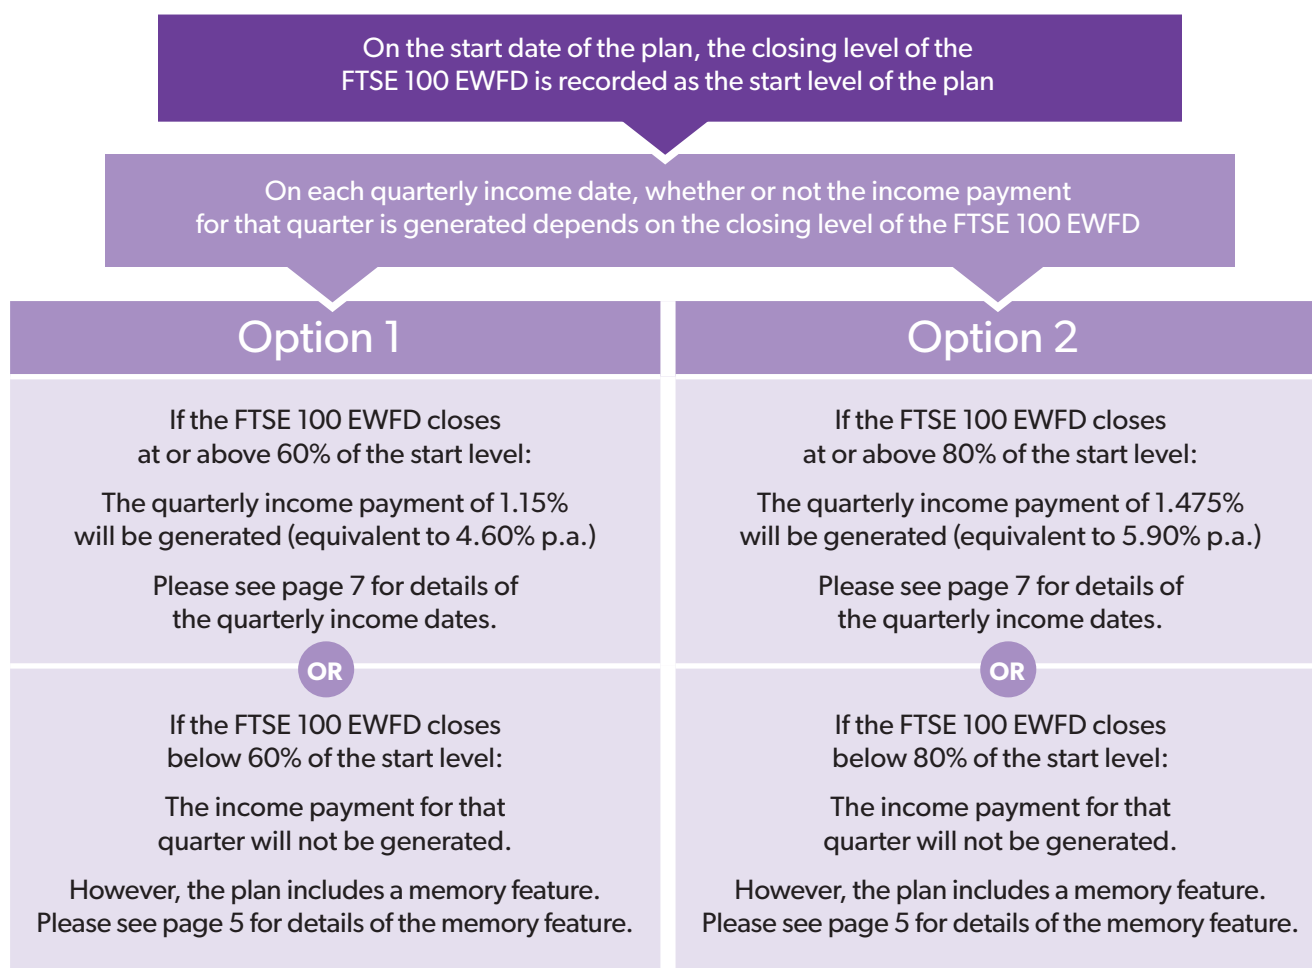 On the start date of the plan, the closing level of the
FTSE 100 EWFD is recorded as the start level of the plan
On each quarterly income date, whether or not the income payment
for that quarter is generated depends on the closing level of the FTSE 100 EWFD
Option 1
If the FTSE 100 EWFD closes
at or above 60% of the start level:
The quarterly income payment of 1.15%
will be generated (equivalent to 4.60% p.a.)
Please see page 7 for details of
the quarterly income dates.
OR
If the FTSE 100 EWFD closes
below 60% of the start level:
The income payment for that
quarter will not be generated.
However, the plan includes a memory feature.
Please see page 5 for details of the memory feature.
Option 2
If the FTSE 100 EWFD closes
at or above 80% of the start level:
The quarterly income payment of 1.475%
will be generated (equivalent to 5.90% p.a.)
Please see page 7 for details of
the quarterly income dates.
OR
If the FTSE 100 EWFD closes
below 80% of the start level:
The income payment for that
quarter will not be generated.
However, the plan includes a memory feature.
Please see page 5 for details of the memory feature.